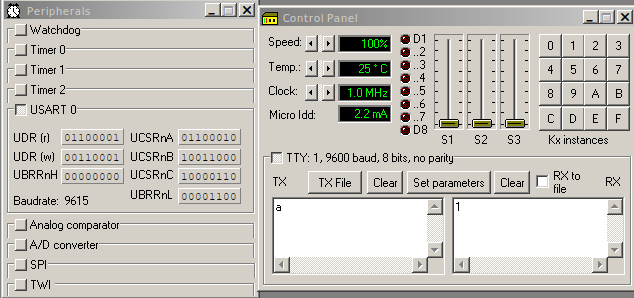 Peripherals
Watchdog
Timer 0
Timer 1
Timer 2
USART 0
UDR (r) 01100001 UCSRnA 01100010
UDR (w) 00110001 UCSRnB 10011000
UBRRnH 00000000 UCSRnC 10000110
UBRRnL 00001100
Baudrate: 9615
Analog comparator
A/D converter
SPI
TWI
Control Panel
Speed: 100%
Temp.: 25 ° C
Clock: 1.0 MHz
Micro Idd: 2.2 mA
D1
..2
..3
..4
..5
..6
..7
D8
S1 S2 S3
0 1 2 3
4 5 6 7
8 9 A B
C D E F
Kx instances
TTY: 1, 9600 baud, 8 bits, no parity
TX TX File Clear Set parameters Clear RX to file RX
a
1